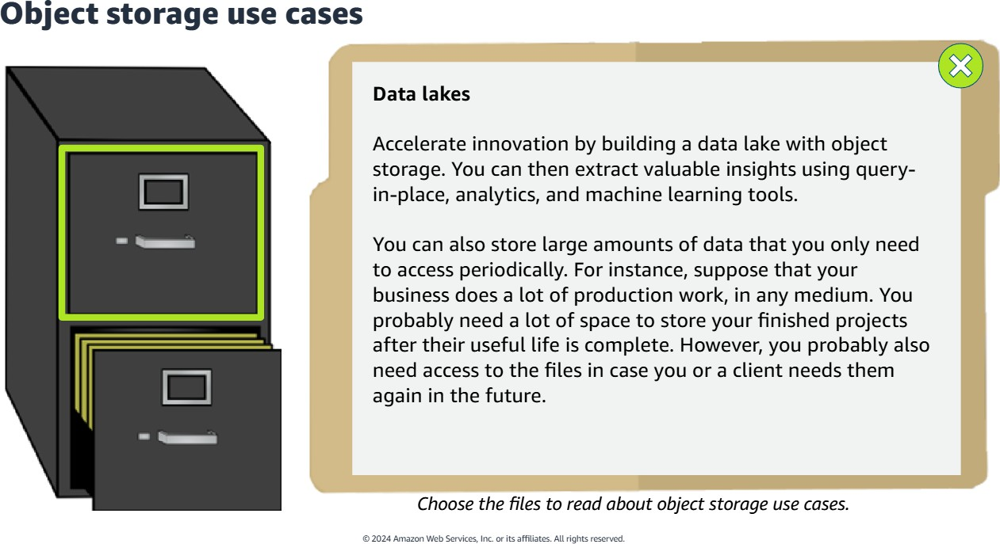 Object storage use cases
Data lakes
Accelerate innovation by building a data lake with object
storage. You can then extract valuable insights using query-
in-place, analytics, and machine learning tools.
You can also store large amounts of data that you only need
to access periodically. For instance, suppose that your
business does a lot of production work, in any medium. You
probably need a lot of space to store your finished projects
after their useful life is complete. However, you probably also
need access to the files in case you or a client needs them
again in the future.
Choose the files to read about object storage use cases.
© 2024 Amazon Web Services, Inc. or its affiliates. All rights reserved.